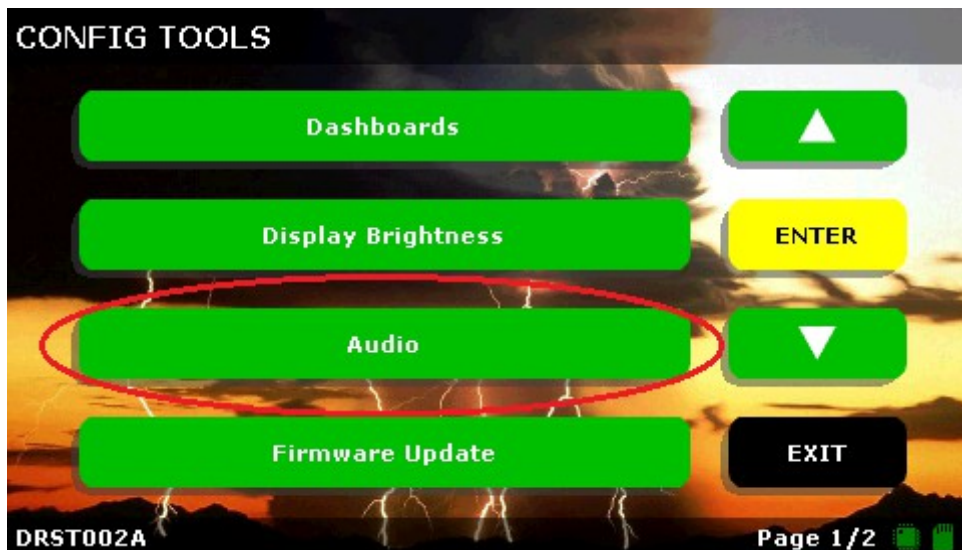 CONFIG TOOLS
Dashboards
Display Brightness
ENTER
Audio
Firmware Update
EXIT
DRST002A
Page 1/2